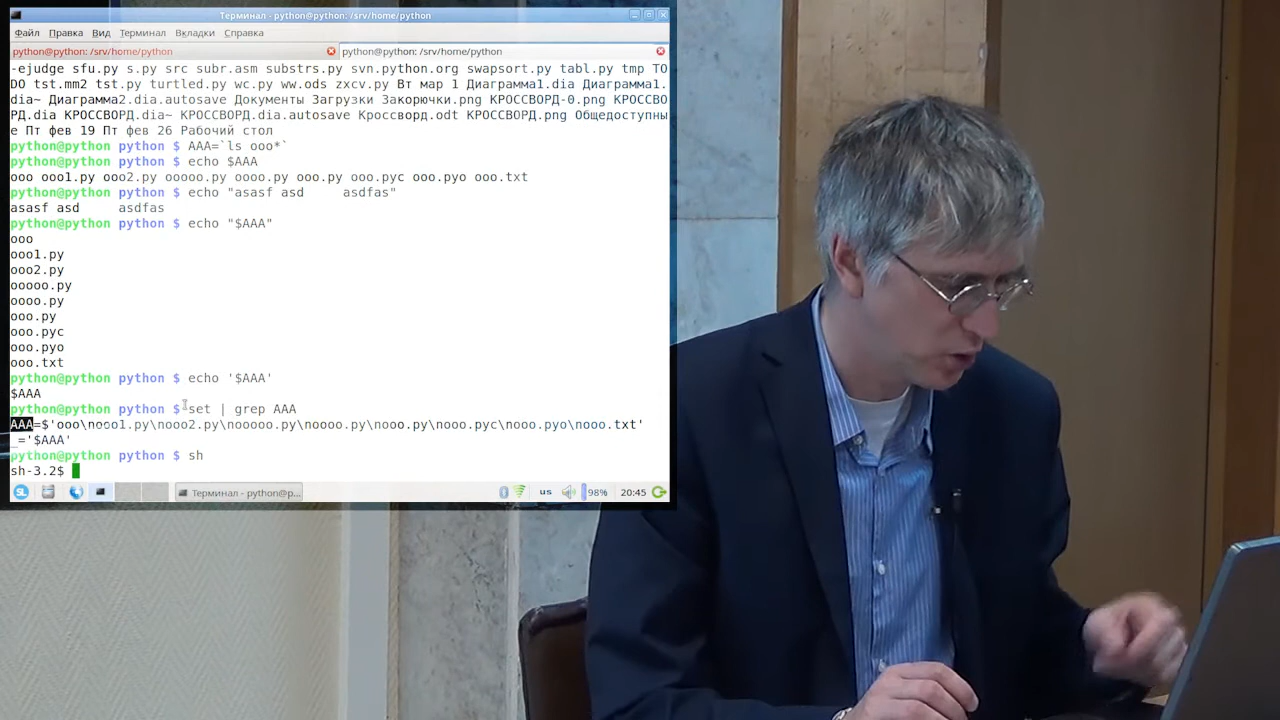 Терминал - python@python: /srv/home/python
Файл Правка Вид Терминал Вкладки Справка
python@python: /srv/home/python python@python: /srv/home/python
-ejudge sfu.py s.py src subr.asm substrs.py svn.python.org swapsort.py tabl.py tmp TO
DO tst.mm2 tst.py turtled.py wc.py ww.ods zxcv.py Вт мар 1 Диаграмма1.dia Диаграмма1.
dia~ Диаграмма2.dia.autosave Документы Загрузки Закорючки.png КРОССВОРД-0.png КРОССВО
РД.dia КРОССВОРД.dia~ КРОССВОРД.dia.autosave Кроссворд.odt КРОССВОРД.png Общедоступны
е Пт фев 19 Пт фев 26 Рабочий стол
python@python python $ AAA=`ls ooo*`
python@python python $ echo $AAA
ooo ooo1.py ooo2.py ooooo.py oooo.py ooo.py ooo.pyc ooo.pyo ooo.txt
python@python python $ echo "asasf asd     asdfas"
asasf asd     asdfas
python@python python $ echo "$AAA"
ooo
ooo1.py
ooo2.py
ooooo.py
oooo.py
ooo.py
ooo.pyc
ooo.pyo
ooo.txt
python@python python $ echo '$AAA'
$AAA
python@python python $ set | grep AAA
AAA=$'ooo\nooo1.py\nooo2.py\nooooo.py\noooo.py\nooo.py\nooo.pyc\nooo.pyo\nooo.txt'
_='$AAA'
python@python python $ sh
sh-3.2$
SL Терминал - python@p... us 98% 20:45